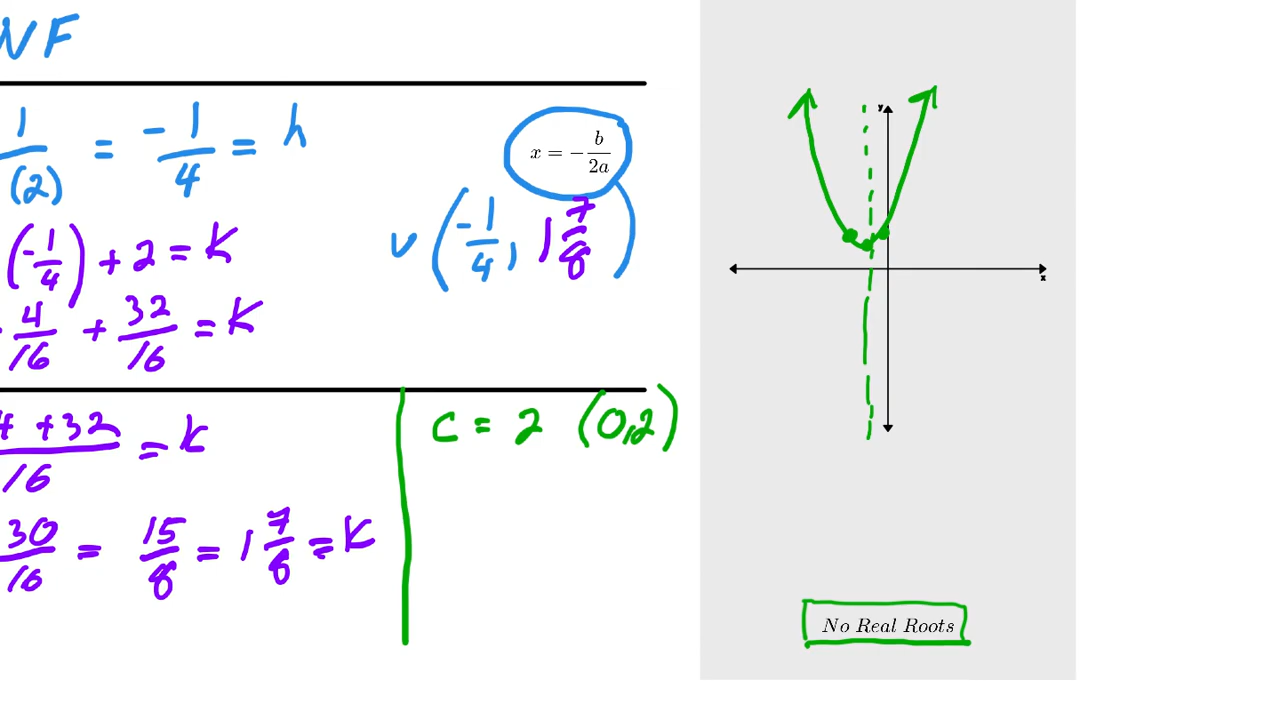 NF
1/(2) = -1/4 = h
x = -b/2a
(-1/4) + 2 = K
v(-1/4, 1 7/8)
4/16 + 32/16 = K
4 + 32/16 = K
c = 2 (0,2)
30/16 = 15/8 = 1 7/8 = K
y
x
No Real Roots